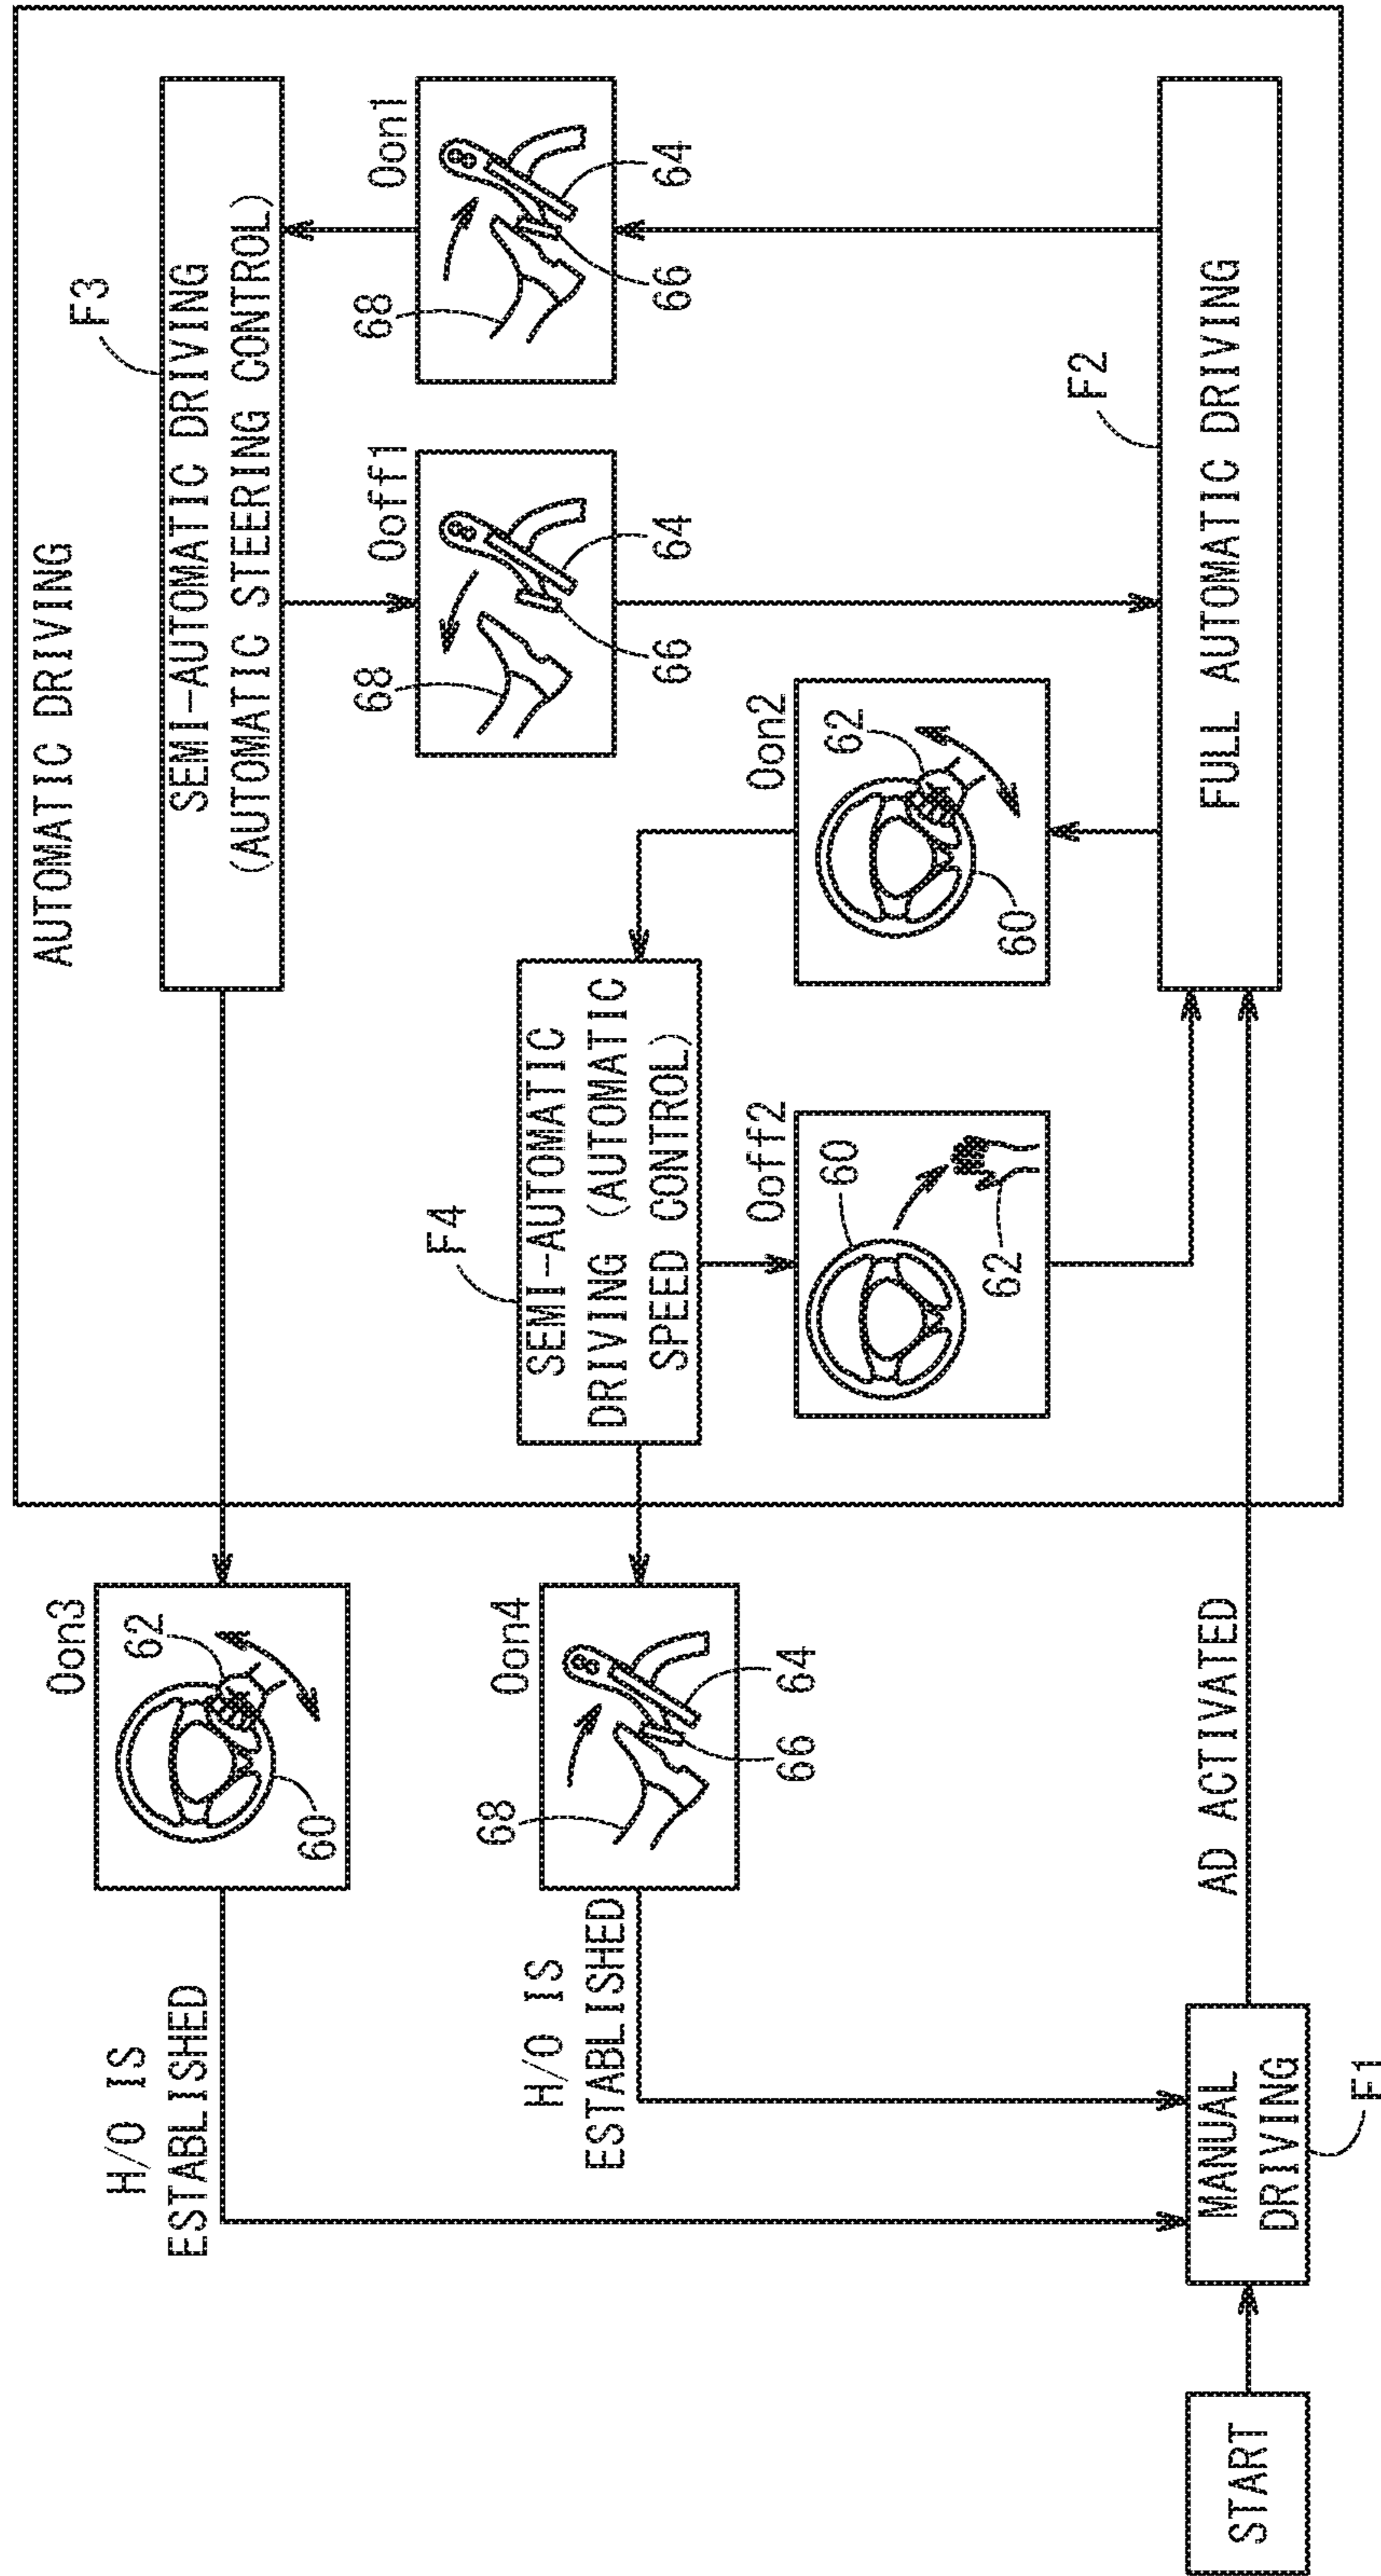 AUTOMATIC DRIVING
F3
SEMI-AUTOMATIC DRIVING
(AUTOMATIC STEERING CONTROL)
Ooff1
68
66
64
Oon1
68
66
64
Oon3
62
60
H/O IS
ESTABLISHED
F4
SEMI-AUTOMATIC
DRIVING (AUTOMATIC
SPEED CONTROL)
Oon4
68
66
64
H/O IS
ESTABLISHED
Ooff2
60
62
Oon2
62
60
START
MANUAL
DRIVING
F1
AD ACTIVATED
F2
FULL AUTOMATIC DRIVING